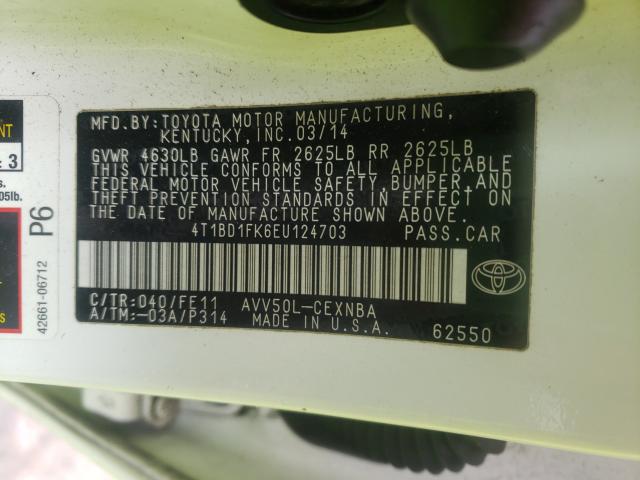 MFD.BY:TOYOTA MOTOR MANUFACTURING,
KENTUCKY, INC. 03/14
GVWR 4630LB GAWR FR 2625LB RR 2625LB
THIS VEHICLE CONFORMS TO ALL APPLICABLE
FEDERAL MOTOR VEHICLE SAFETY, BUMPER, AND
THEFT PREVENTION STANDARDS IN EFFECT ON
THE DATE OF MANUFACTURE SHOWN ABOVE.
4T1BD1FK6EU124703 PASS.CAR
C/TR:040/FE11 AVV50L-CEXNBA
A/TM:-03A/P314 MADE IN U.S.A. 62550
P6
42661-06712
: 3
05lb.